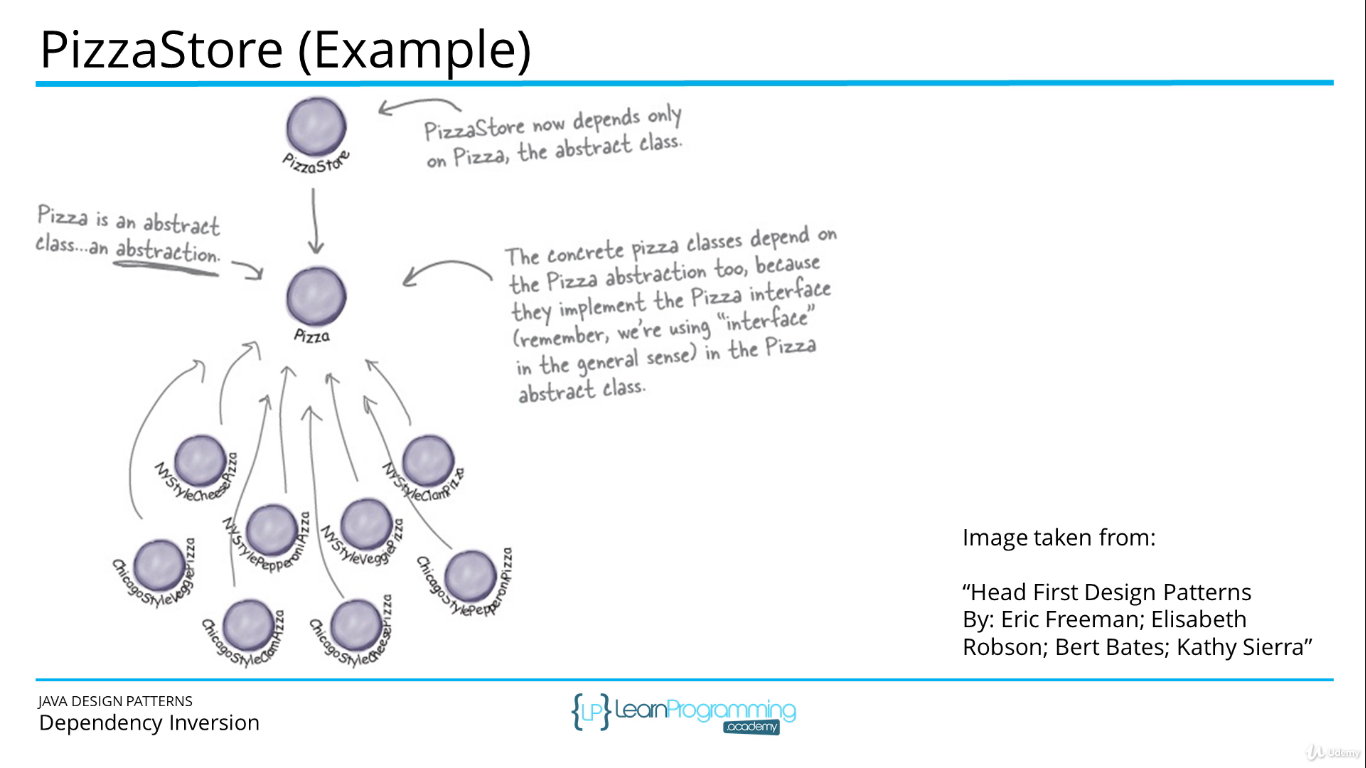 PizzaStore (Example)
PizzaStore
PizzaStore now depends only
on Pizza, the abstract class.
Pizza is an abstract
class...an abstraction.
The concrete pizza classes depend on
the Pizza abstraction too, because
they implement the Pizza interface
(remember, we're using "interface"
in the general sense) in the Pizza
abstract class.
Pizza
NYStyleCheesePizza
NYStyleClamPizza
NYStylePepperoniPizza
NYStyleVeggiePizza
ChicagoStyleVeggiePizza
ChicagoStylePepperoniPizza
ChicagoStyleClamPizza
ChicagoStyleCheesePizza
Image taken from:
“Head First Design Patterns
By: Eric Freeman; Elisabeth
Robson; Bert Bates; Kathy Sierra”
JAVA DESIGN PATTERNS
Dependency Inversion
{LP} LearnProgramming
.academy
Udemy